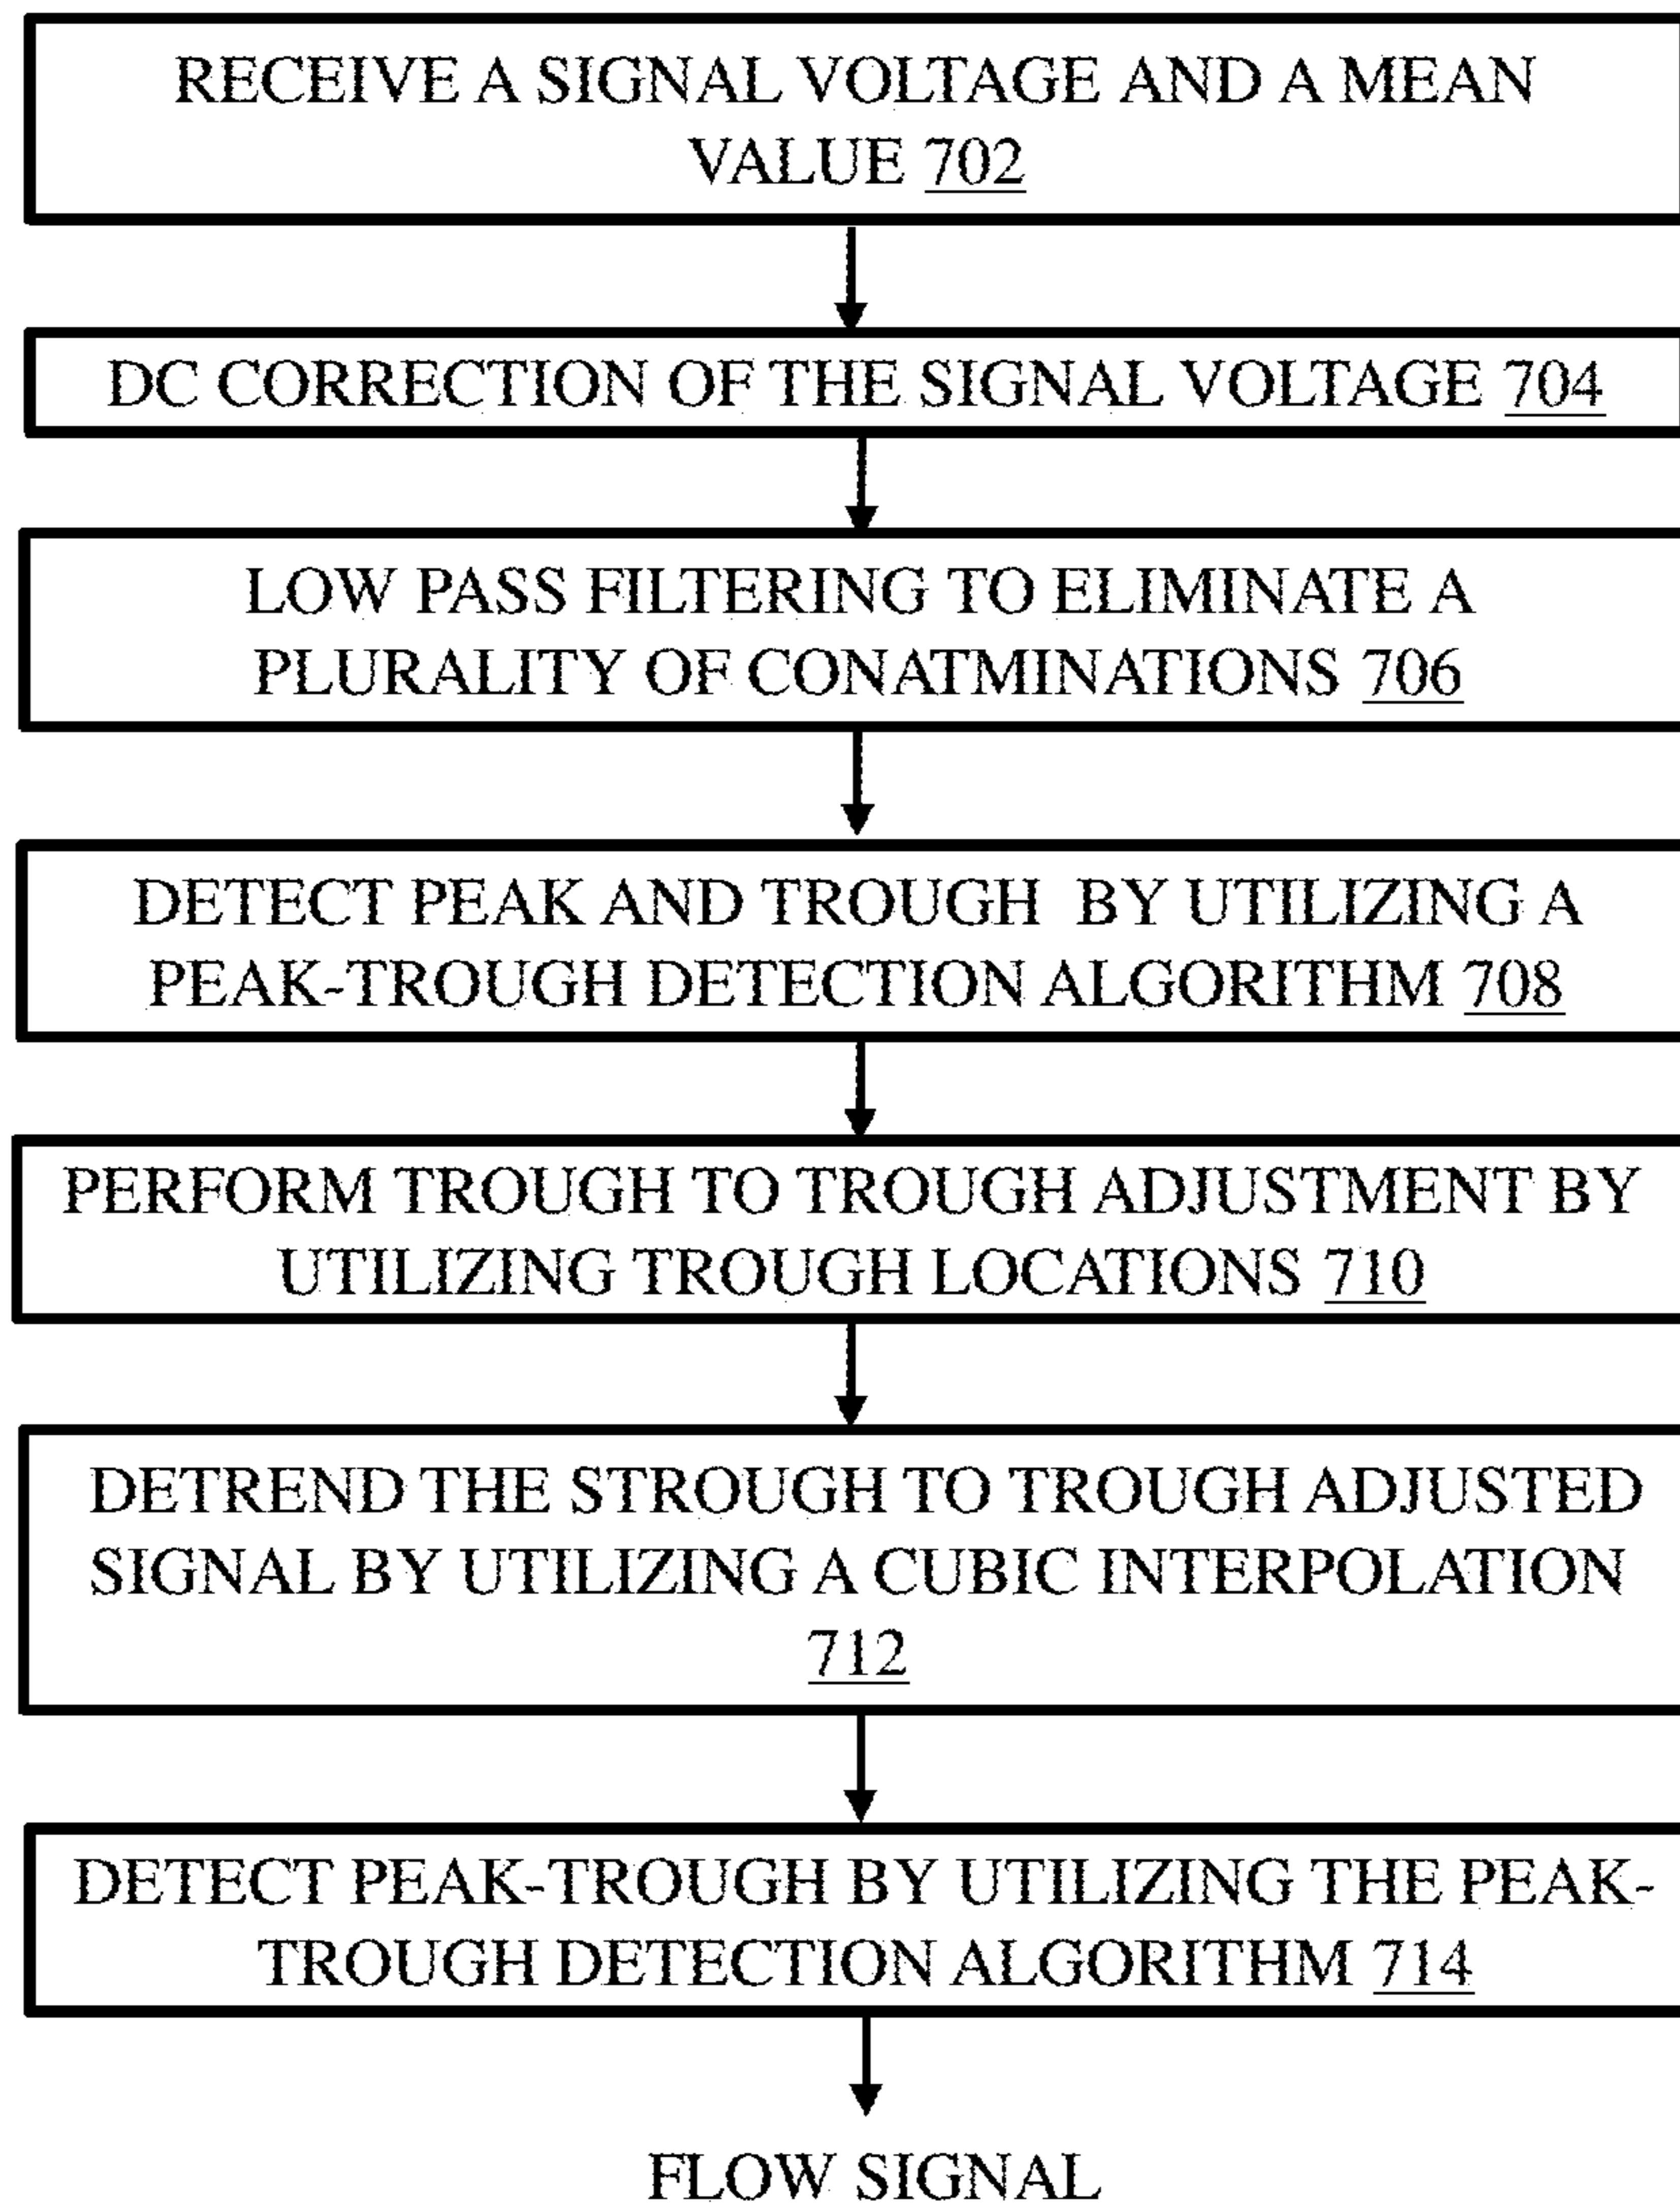 RECEIVE A SIGNAL VOLTAGE AND A MEAN
VALUE 702
DC CORRECTION OF THE SIGNAL VOLTAGE 704
LOW PASS FILTERING TO ELIMINATE A
PLURALITY OF CONATMINATIONS 706
DETECT PEAK AND TROUGH BY UTILIZING A
PEAK-TROUGH DETECTION ALGORITHM 708
PERFORM TROUGH TO TROUGH ADJUSTMENT BY
UTILIZING TROUGH LOCATIONS 710
DETREND THE STROUGH TO TROUGH ADJUSTED
SIGNAL BY UTILIZING A CUBIC INTERPOLATION
712
DETECT PEAK-TROUGH BY UTILIZING THE PEAK-
TROUGH DETECTION ALGORITHM 714
FLOW SIGNAL